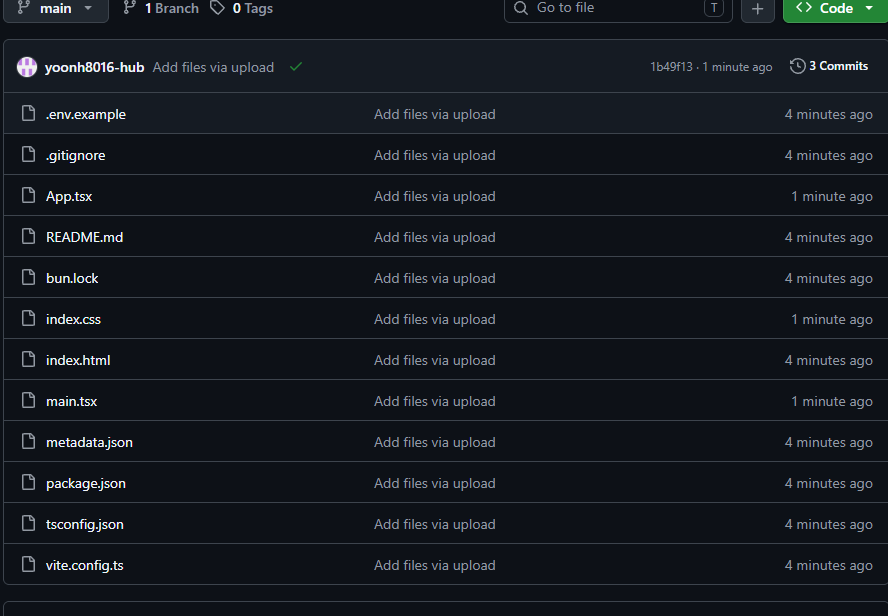 main 1 Branch 0 Tags Go to file T Code
yoonh8016-hub Add files via upload 1b49f13 · 1 minute ago 3 Commits
.env.example Add files via upload 4 minutes ago
.gitignore Add files via upload 4 minutes ago
App.tsx Add files via upload 1 minute ago
README.md Add files via upload 4 minutes ago
bun.lock Add files via upload 4 minutes ago
index.css Add files via upload 1 minute ago
index.html Add files via upload 4 minutes ago
main.tsx Add files via upload 1 minute ago
metadata.json Add files via upload 4 minutes ago
package.json Add files via upload 4 minutes ago
tsconfig.json Add files via upload 4 minutes ago
vite.config.ts Add files via upload 4 minutes ago